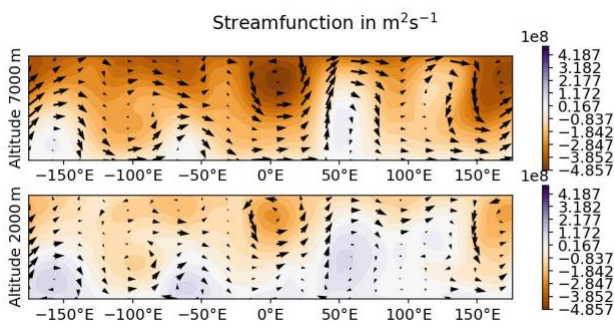 Streamfunction in m²s⁻¹
1e8
Altitude 7000 m
4.187
3.182
2.177
1.172
0.167
−0.837
−1.842
−2.847
−3.852
−4.857
−150°E −100°E −50°E 0°E 50°E 100°E 150°E
1e8
Altitude 2000 m
4.187
3.182
2.177
1.172
0.167
−0.837
−1.842
−2.847
−3.852
−4.857
−150°E −100°E −50°E 0°E 50°E 100°E 150°E